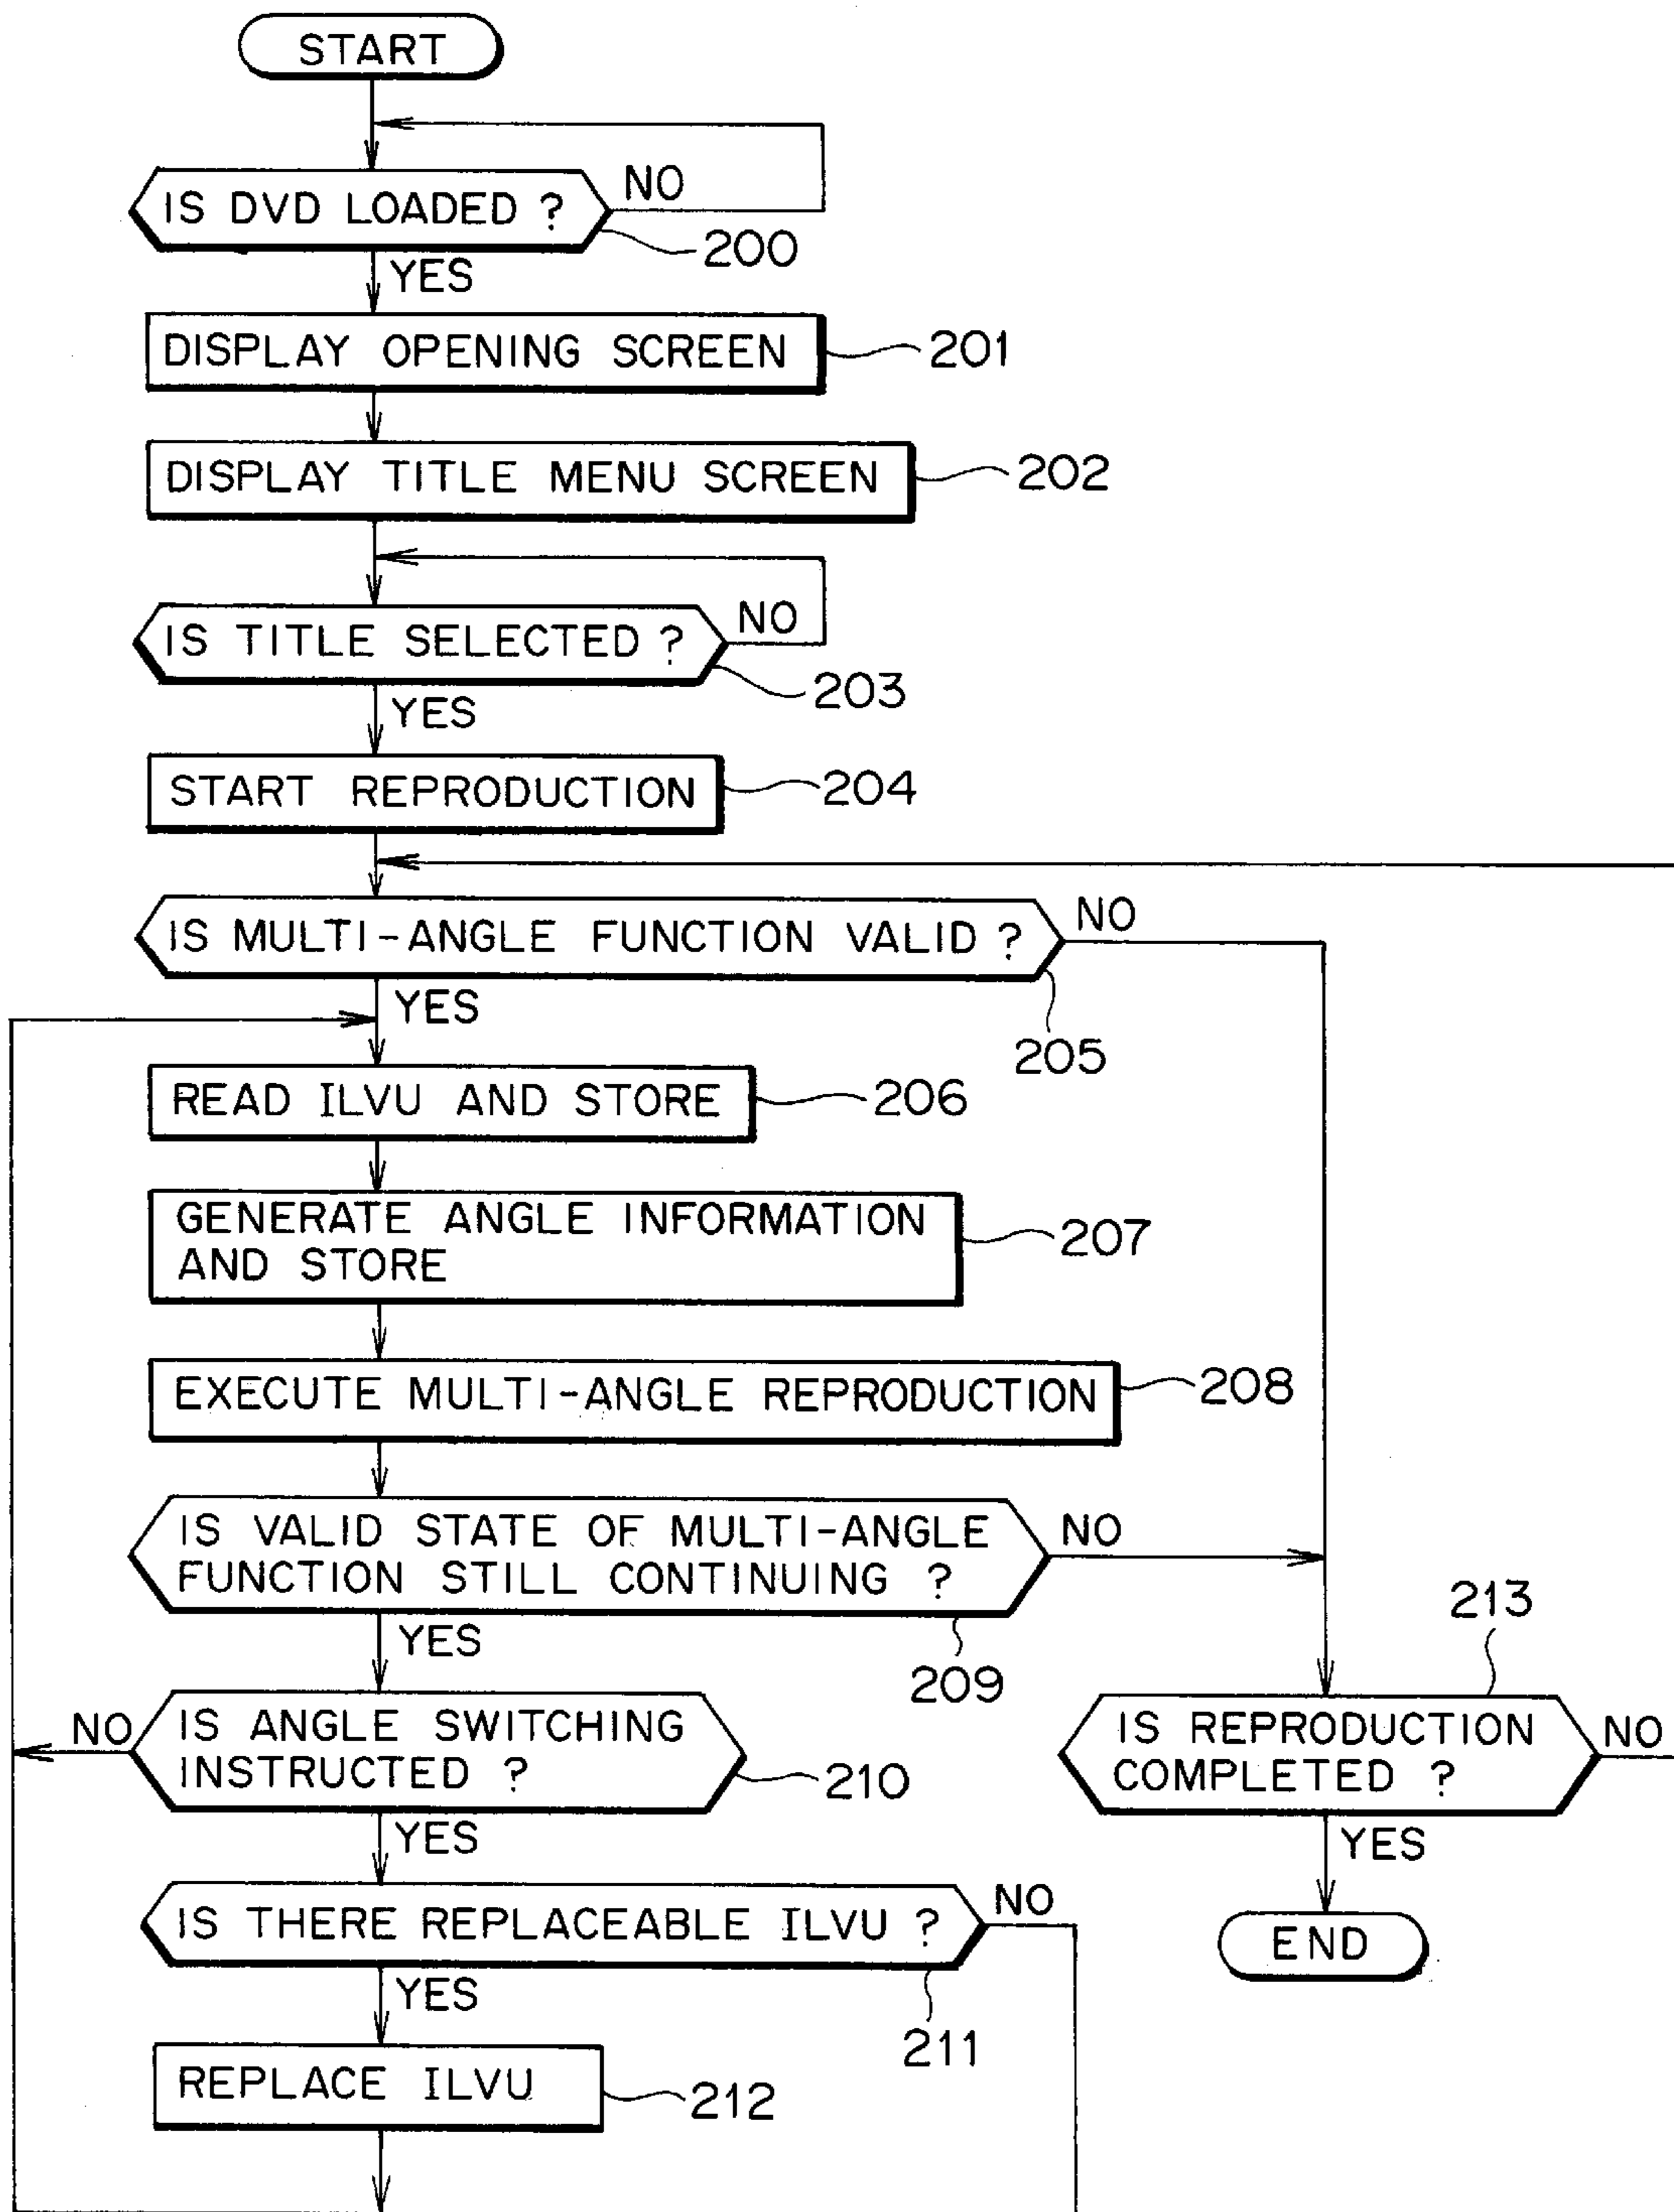 START
IS DVD LOADED ?
NO
200
YES
DISPLAY OPENING SCREEN
201
DISPLAY TITLE MENU SCREEN
202
IS TITLE SELECTED ?
NO
203
YES
START REPRODUCTION
204
IS MULTI-ANGLE FUNCTION VALID ?
NO
205
YES
READ ILVU AND STORE
206
GENERATE ANGLE INFORMATION
AND STORE
207
EXECUTE MULTI-ANGLE REPRODUCTION
208
IS VALID STATE OF MULTI-ANGLE
FUNCTION STILL CONTINUING ?
NO
209
YES
IS ANGLE SWITCHING
INSTRUCTED ?
NO
210
YES
IS THERE REPLACEABLE ILVU ?
NO
211
YES
REPLACE ILVU
212
213
IS REPRODUCTION
COMPLETED ?
NO
YES
END